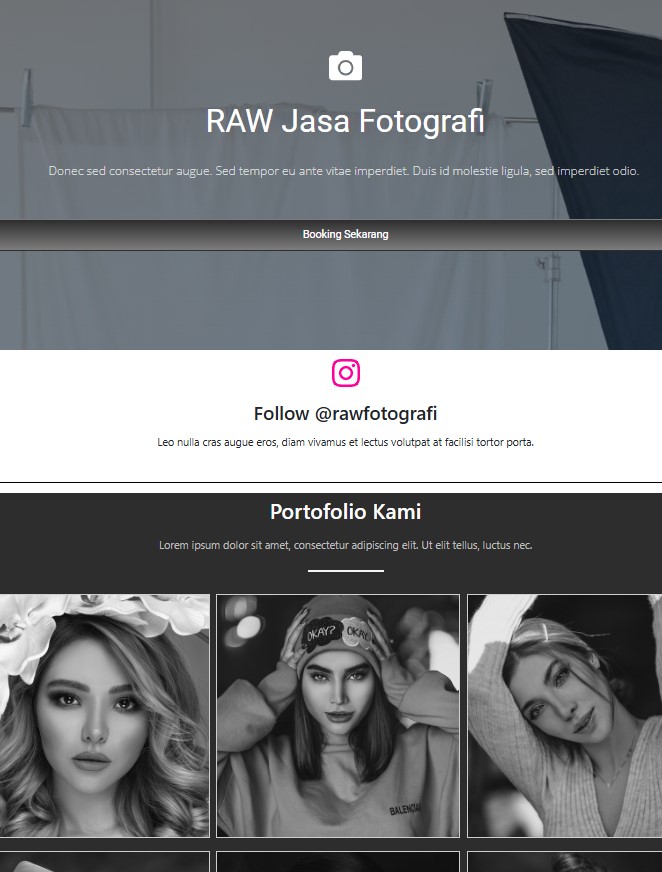 RAW Jasa Fotografi
Donec sed consectetur augue. Sed tempor eu ante vitae imperdiet. Duis id molestie ligula, sed imperdiet odio.
Booking Sekarang
Follow @rawfotografi
Leo nulla cras augue eros, diam vivamus et lectus volutpat at facilisi tortor porta.
Portofolio Kami
Lorem ipsum dolor sit amet, consectetur adipiscing elit. Ut elit tellus, luctus nec.
OKAY? OKAY